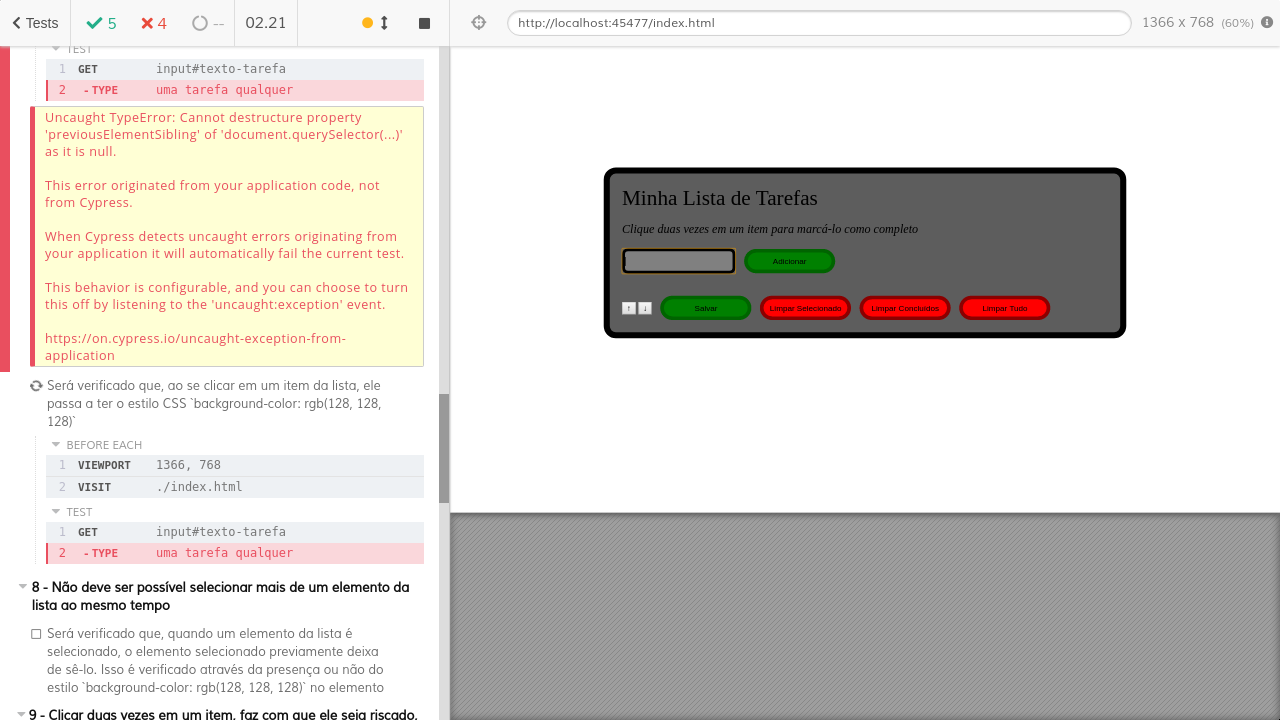 Tests 5 4 -- 02.21
http://localhost:45477/index.html 1366 x 768 (60%)
TEST
1 GET input#texto-tarefa
2 -TYPE uma tarefa qualquer
Uncaught TypeError: Cannot destructure property
'previousElementSibling' of 'document.querySelector(...)'
as it is null.
This error originated from your application code, not
from Cypress.
When Cypress detects uncaught errors originating from
your application it will automatically fail the current test.
This behavior is configurable, and you can choose to turn
this off by listening to the 'uncaught:exception' event.
https://on.cypress.io/uncaught-exception-from-
application
Será verificado que, ao se clicar em um item da lista, ele
passa a ter o estilo CSS `background-color: rgb(128, 128,
128)`
BEFORE EACH
1 VIEWPORT 1366, 768
2 VISIT ./index.html
TEST
1 GET input#texto-tarefa
2 -TYPE uma tarefa qualquer
8 - Não deve ser possível selecionar mais de um elemento da
lista ao mesmo tempo
Será verificado que, quando um elemento da lista é
selecionado, o elemento selecionado previamente deixa
de sê-lo. Isso é verificado através da presença ou não do
estilo `background-color: rgb(128, 128, 128)` no elemento
9 - Clicar duas vezes em um item, faz com que ele seja riscado,
Minha Lista de Tarefas
Clique duas vezes em um item para marcá-lo como completo
Adicionar
↑ ↓ Salvar Limpar Selecionado Limpar Concluidos Limpar Tudo